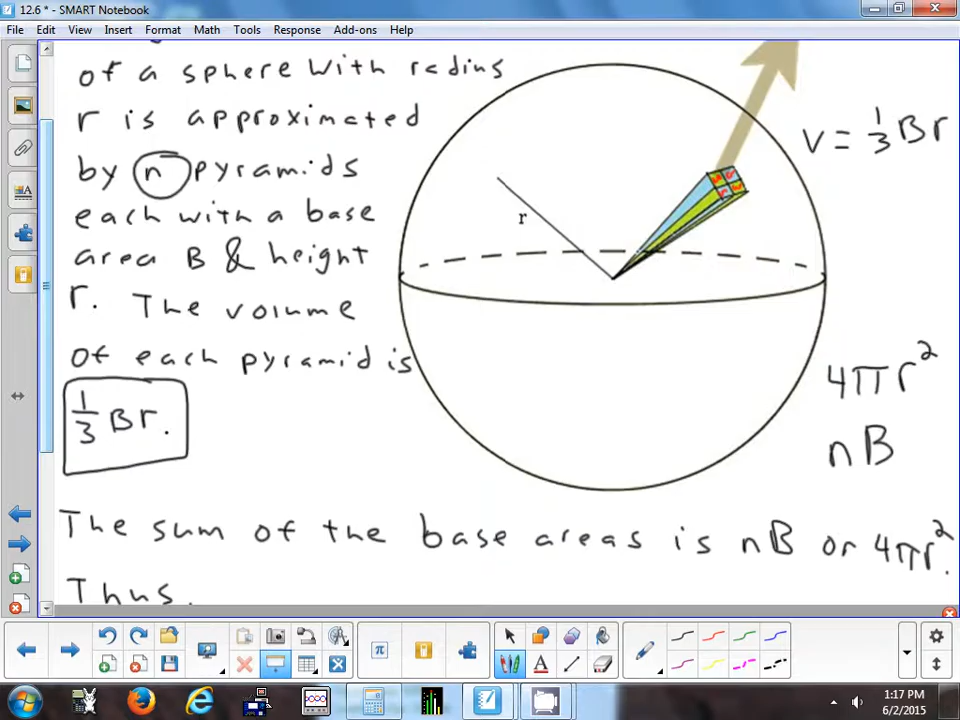 12.6 * - SMART Notebook
File Edit View Insert Format Math Tools Response Add-ons Help
of a sphere with radius
r is approximated
by n pyramids
each with a base
area B & height
r. The volume
of each pyramid is
1/3 Br.
r
V = 1/3 Br
4πr²
nB
The sum of the base areas is nB or 4πr².
Thus,
π
A
1:17 PM
6/2/2015